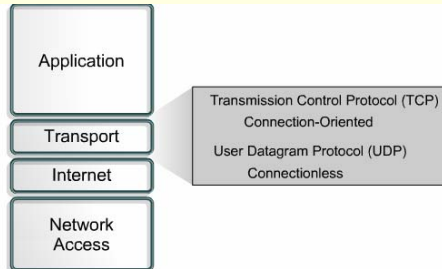 Application
Transport
Internet
Network
Access
Transmission Control Protocol (TCP)
Connection-Oriented
User Datagram Protocol (UDP)
Connectionless